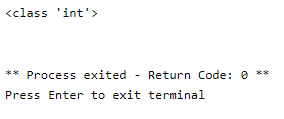 <class 'int'>
** Process exited - Return Code: 0 **
Press Enter to exit terminal